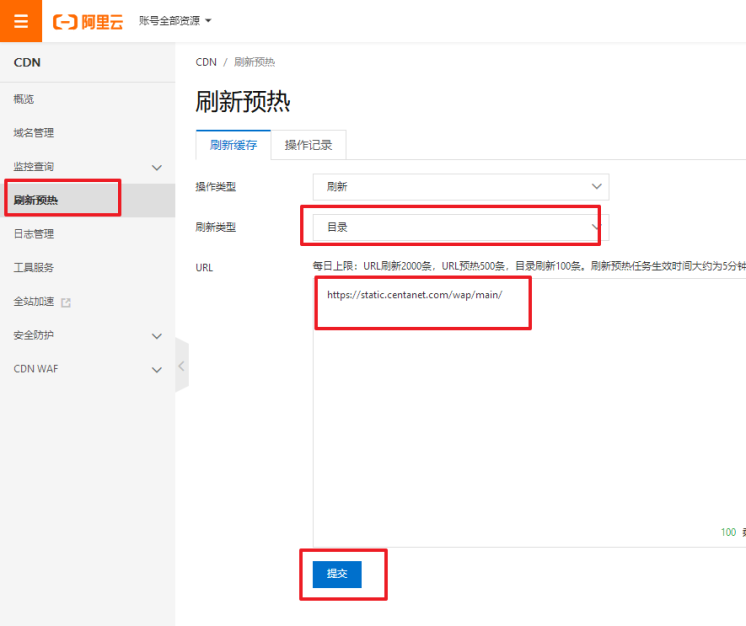 阿里云 账号全部资源
CDN
概览
域名管理
监控查询
刷新预热
日志管理
工具服务
全站加速
安全防护
CDN WAF
CDN / 刷新预热
刷新预热
刷新缓存 操作记录
操作类型 刷新
刷新类型 目录
URL 每日上限：URL刷新2000条，URL预热500条，目录刷新100条。刷新预热任务生效时间大约为5分钟
https://static.centanet.com/wap/main/
100
提交